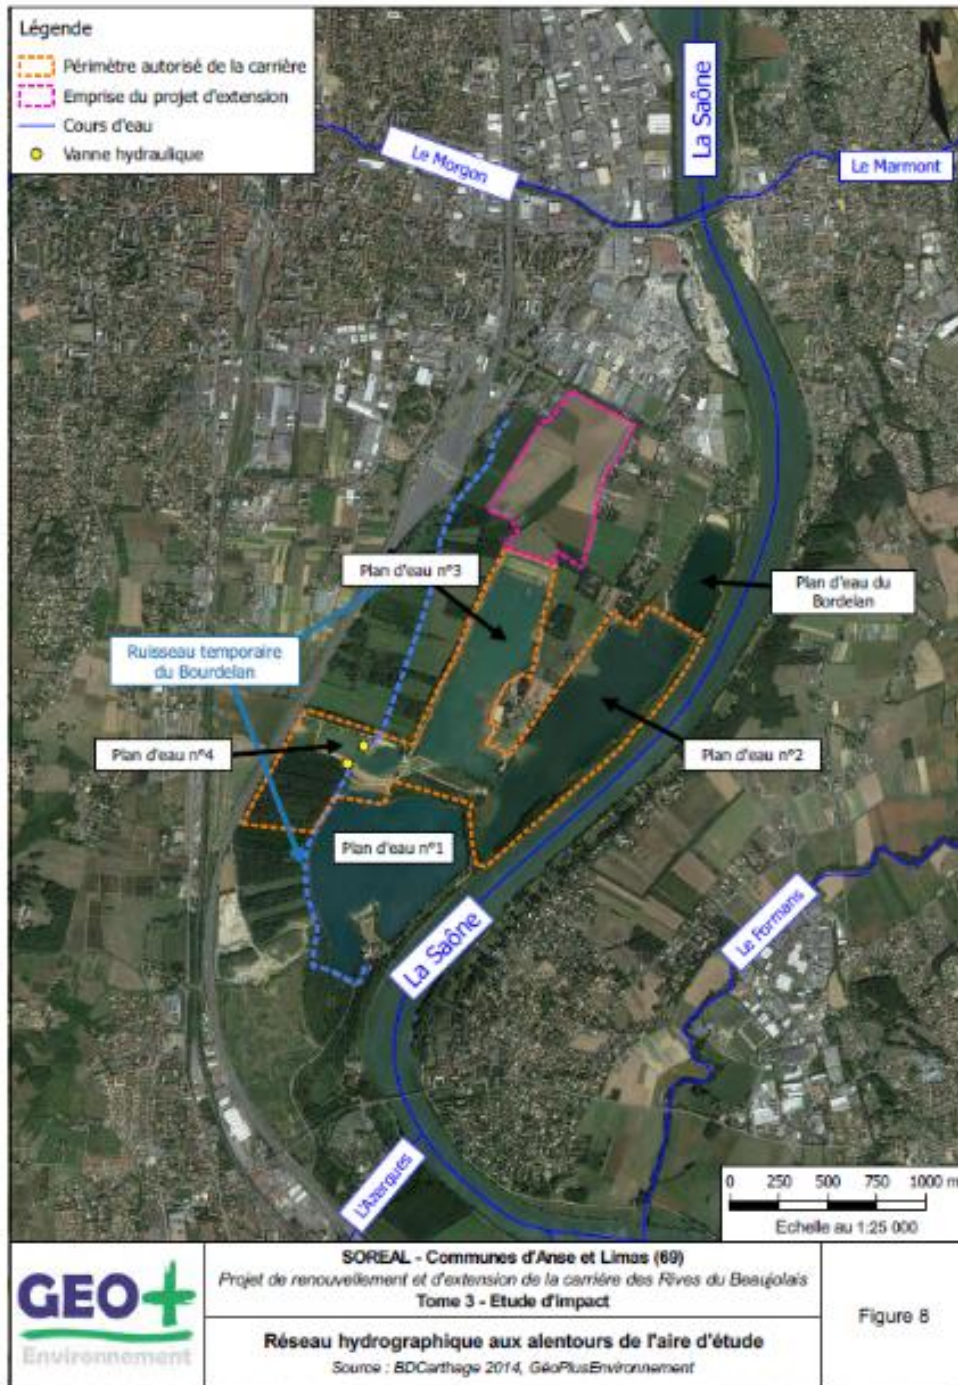 Légende
Périmètre autorisé de la carrière
Emprise du projet d'extension
Cours d'eau
Vanne hydraulique
N
La Saône
Le Morgon
Le Marmont
Plan d'eau n°3
Plan d'eau du
Bordelan
Ruisseau temporaire
du Bourdelan
Plan d'eau n°4
Plan d'eau n°2
Plan d'eau n°1
La Saône
Le Formans
L'Azergues
0 250 500 750 1000 m
Echelle au 1:25 000
GEO+
Environnement
SOREAL - Communes d'Anse et Limas (69)
Projet de renouvellement et d'extension de la carrière des Rives du Beaujolais
Tome 3 - Etude d'impact
Figure 8
Réseau hydrographique aux alentours de l'aire d'étude
Source : BDCarthage 2014, GéoPlusEnvironnement